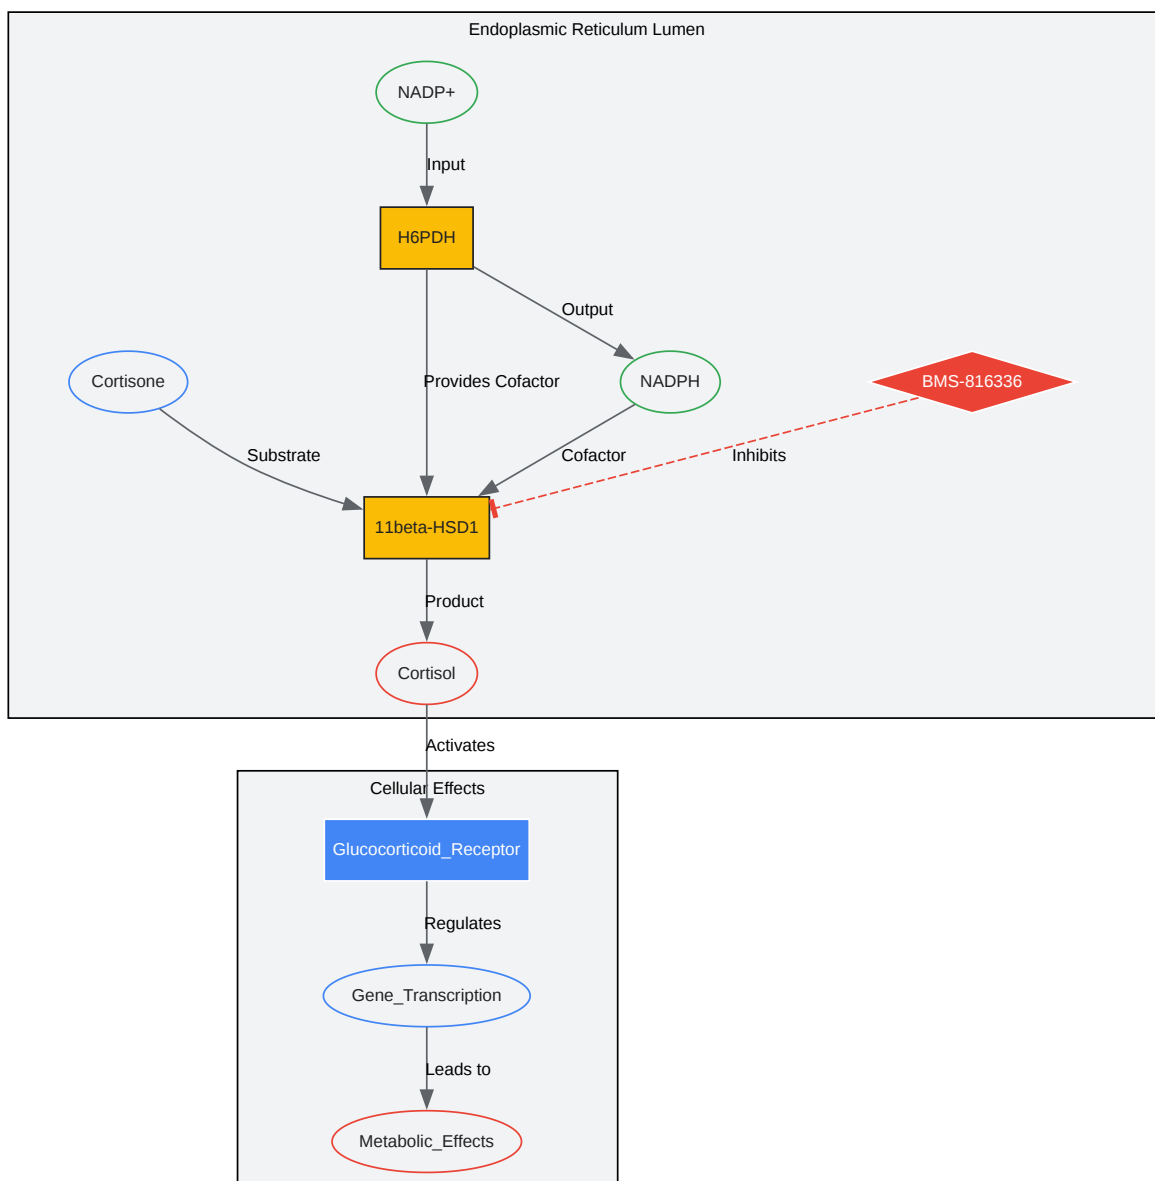 Endoplasmic Reticulum Lumen
NADP+
Input
H6PDH
Output
Cortisone
Provides Cofactor
NADPH
BMS-816336
Substrate
Cofactor
Inhibits
11beta-HSD1
Product
Cortisol
Activates
Cellular Effects
Glucocorticoid_Receptor
Regulates
Gene_Transcription
Leads to
Metabolic_Effects